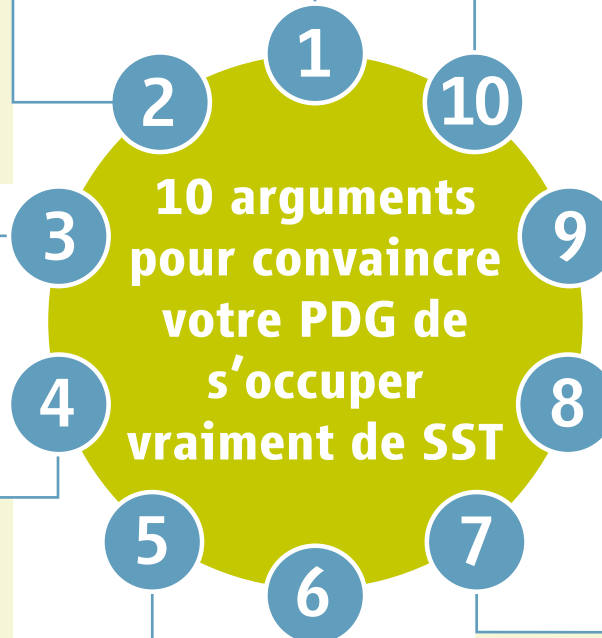 1
2
10
10 arguments
pour convaincre
votre PDG de
s'occuper
vraiment de SST
3
9
4
8
5
7
6